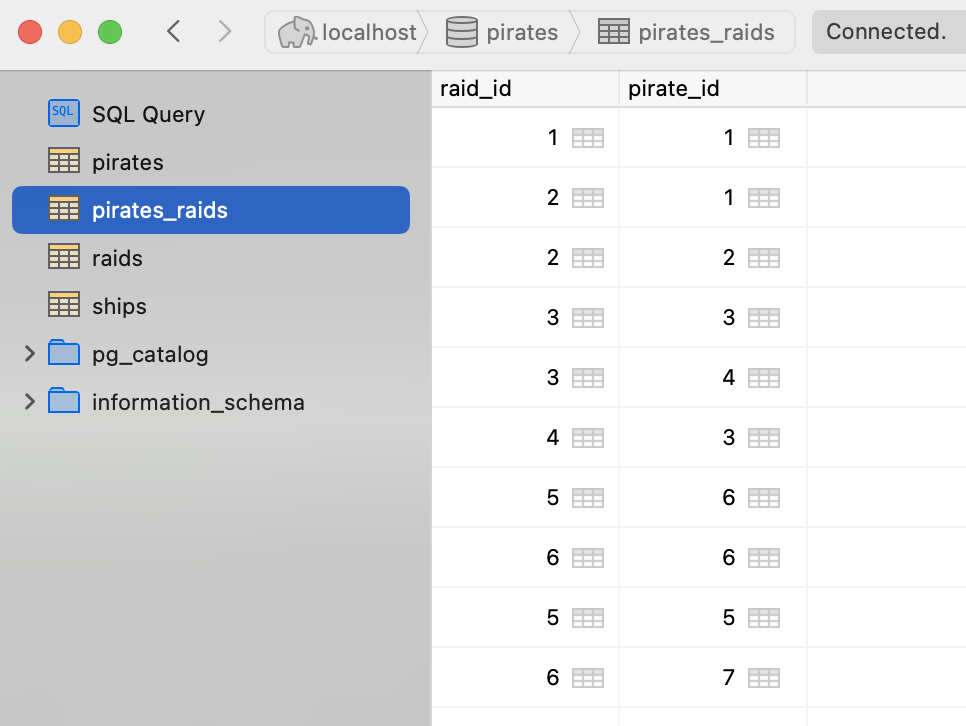 localhost pirates pirates_raids Connected.
SQL SQL Query
pirates
pirates_raids
raids
ships
pg_catalog
information_schema
raid_id pirate_id
1 1
2 1
2 2
3 3
3 4
4 3
5 6
6 6
5 5
6 7